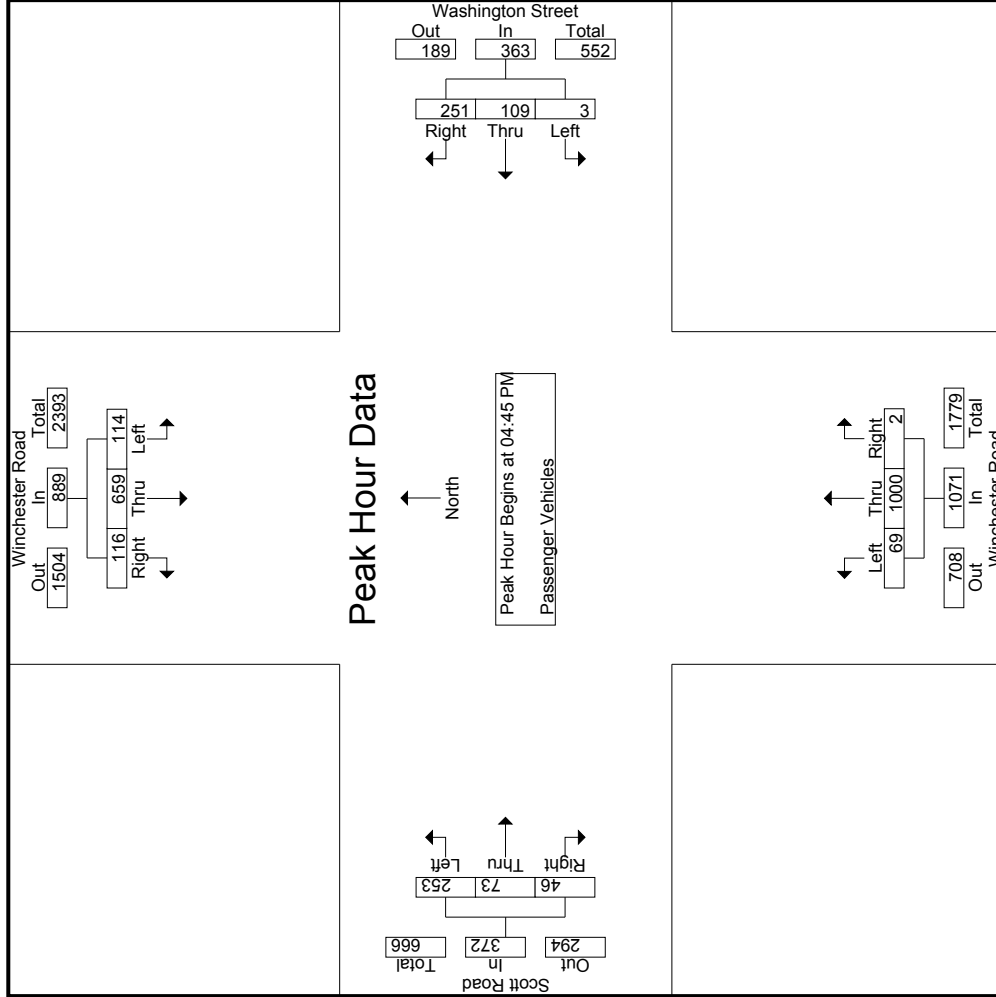 Washington Street
Out In Total
189 363 552
251 109 3
Right Thru Left
Winchester Road
Out In Total
1504 889 2393
116 659 114
Right Thru Left
Peak Hour Data
North
Peak Hour Begins at 04:45 PM
Passenger Vehicles
Left Thru Right
69 1000 2
708 1071 1779
Out In Total
Winchester Road
Left Thru Right
253 73 46
666 372 294
Total In Out
Scott Road